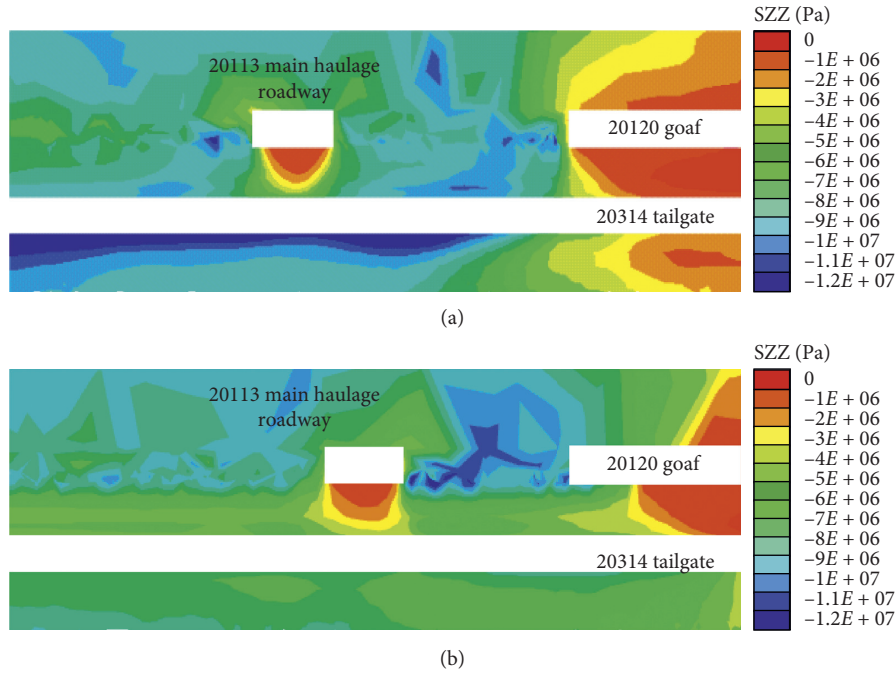 SZZ (Pa)
0
–1E + 06
–2E + 06
–3E + 06
–4E + 06
–5E + 06
–6E + 06
–7E + 06
–8E + 06
–9E + 06
–1E + 07
–1.1E + 07
–1.2E + 07
20113 main haulage
roadway
20120 goaf
20314 tailgate
(a)
SZZ (Pa)
0
–1E + 06
–2E + 06
–3E + 06
–4E + 06
–5E + 06
–6E + 06
–7E + 06
–8E + 06
–9E + 06
–1E + 07
–1.1E + 07
–1.2E + 07
20113 main haulage
roadway
20120 goaf
20314 tailgate
(b)